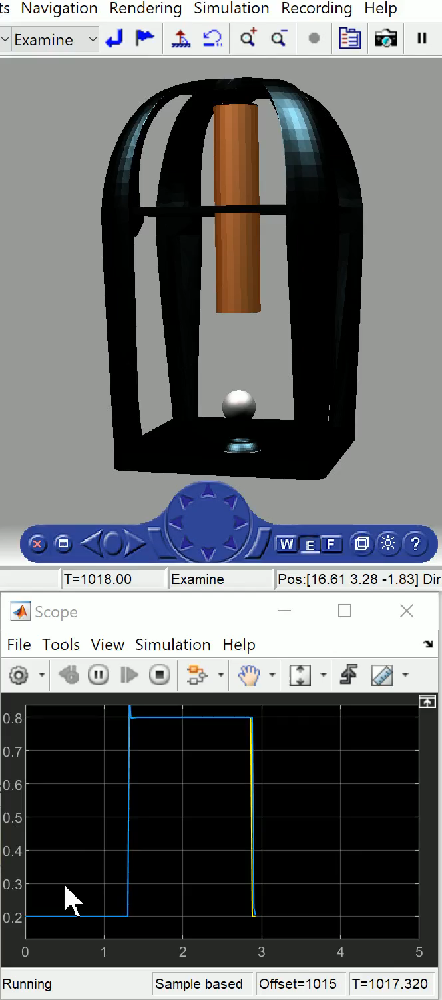 ts Navigation Rendering Simulation Recording Help
Examine
W E F ?
T=1018.00 Examine Pos:[16.61 3.28 -1.83] Dir
Scope
File Tools View Simulation Help
0.8
0.7
0.6
0.5
0.4
0.3
0.2
0 1 2 3 4 5
Running Sample based Offset=1015 T=1017.320